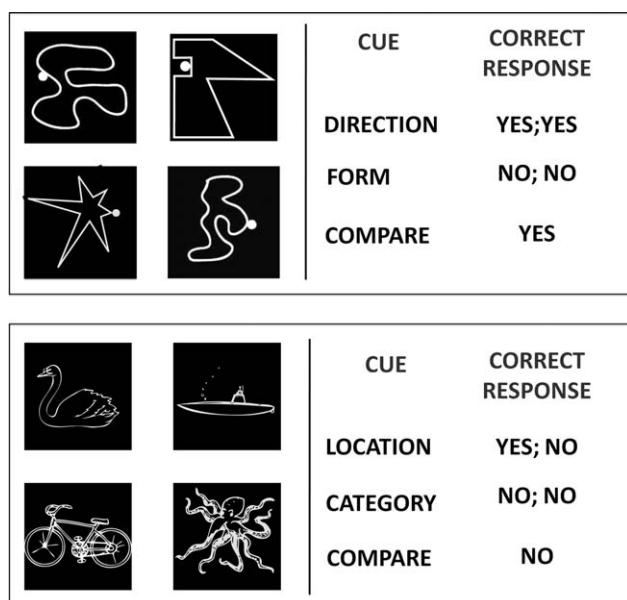 CUE CORRECT
RESPONSE
DIRECTION YES;YES
FORM NO; NO
COMPARE YES
CUE CORRECT
RESPONSE
LOCATION YES; NO
CATEGORY NO; NO
COMPARE NO